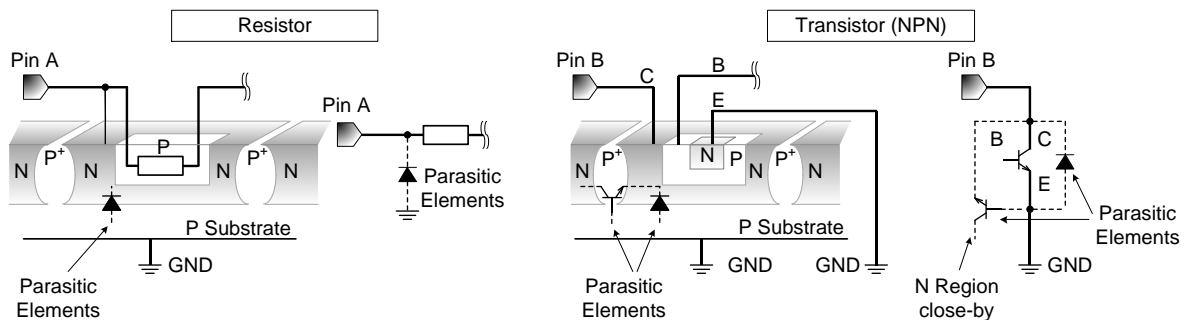 Resistor
Pin A
N
P+
N
P
N
P+
N
Parasitic
Elements
P Substrate
GND
Pin A
Parasitic
Elements
Transistor (NPN)
Pin B
C
B
E
N
P+
N
N
P
N
P+
N
P Substrate
Parasitic
Elements
GND
GND
Pin B
B
C
E
Parasitic
Elements
GND
N Region
close-by